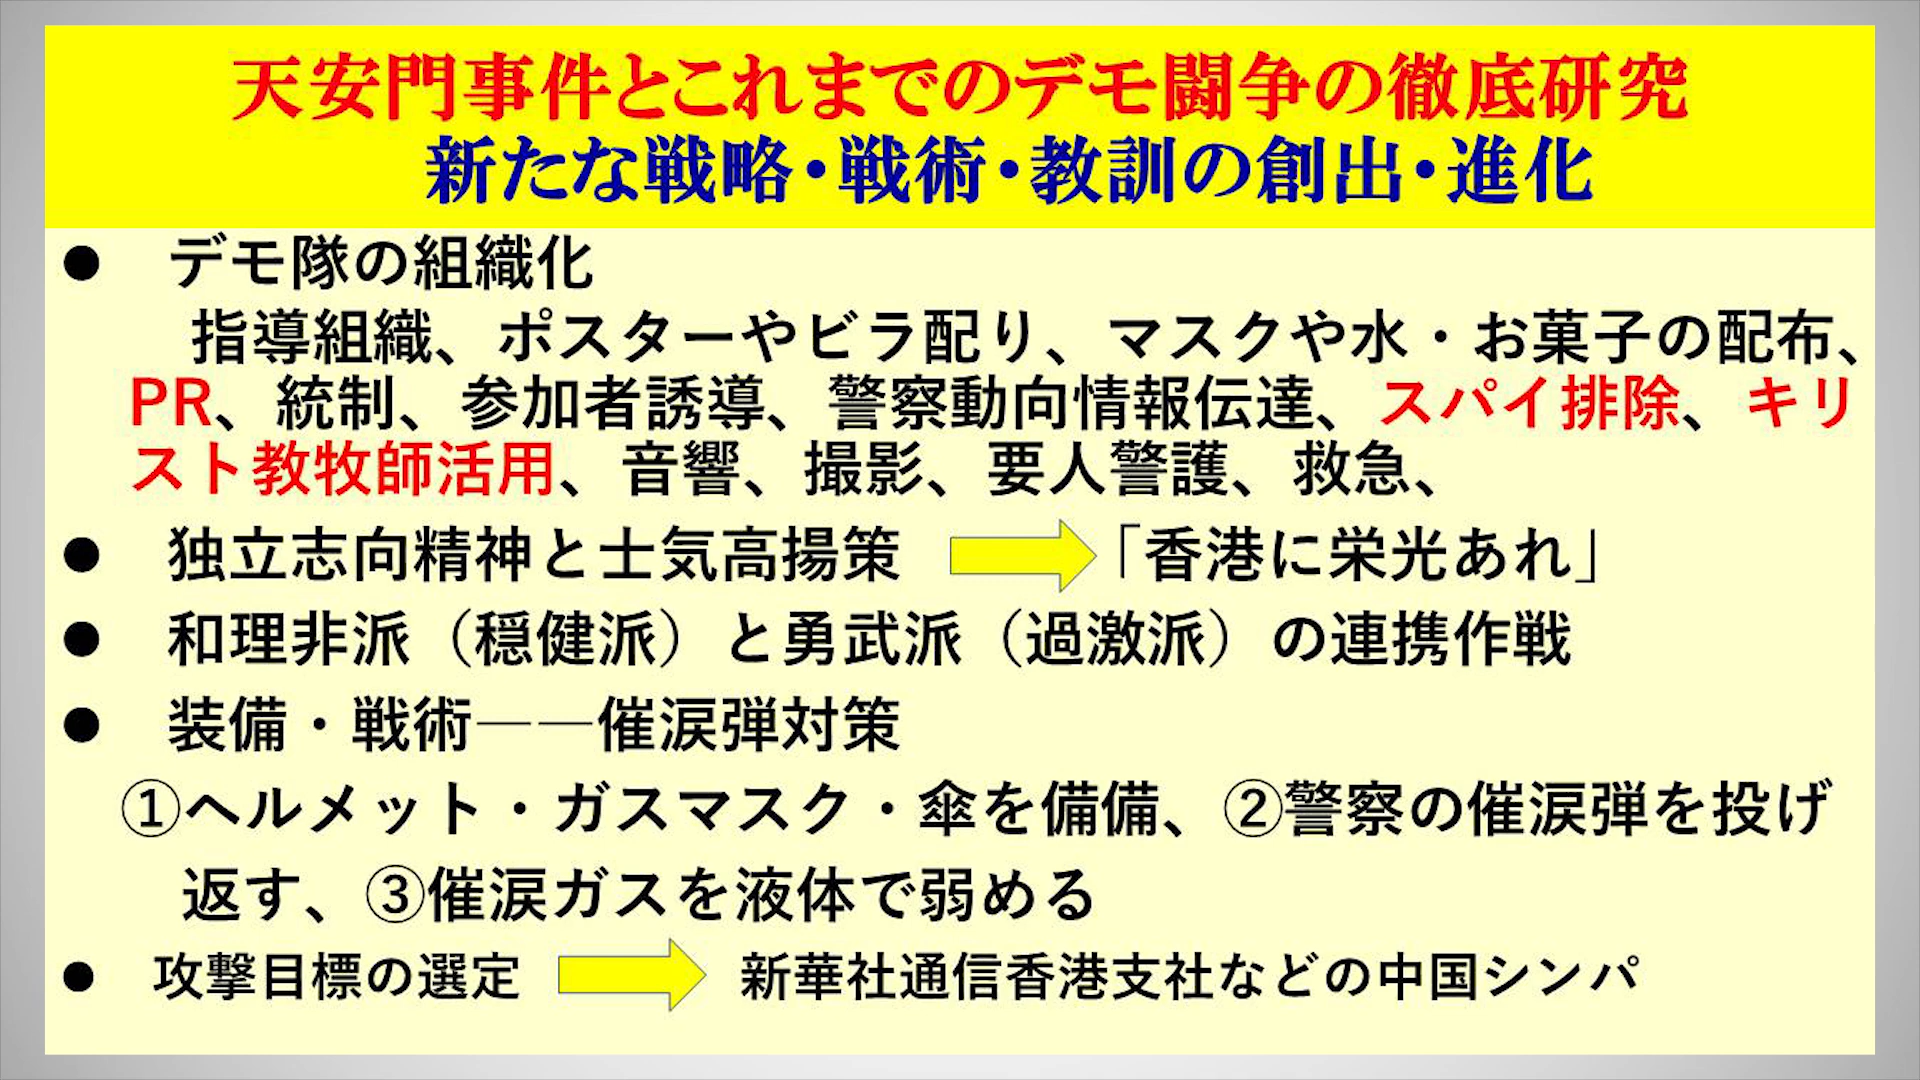 天安門事件とこれまでのデモ闘争の徹底研究
新たな戦略・戦術・教訓の創出・進化
● デモ隊の組織化
指導組織、ポスターやビラ配り、マスクや水・お菓子の配布、
PR、統制、参加者誘導、警察動向情報伝達、スパイ排除、キリ
スト教牧師活用、音響、撮影、要人警護、救急、
● 独立志向精神と士気高揚策 「香港に栄光あれ」
● 和理非派（穏健派）と勇武派（過激派）の連携作戦
● 装備・戦術――催涙弾対策
①ヘルメット・ガスマスク・傘を備備、②警察の催涙弾を投げ
返す、③催涙ガスを液体で弱める
● 攻撃目標の選定 新華社通信香港支社などの中国シンパ